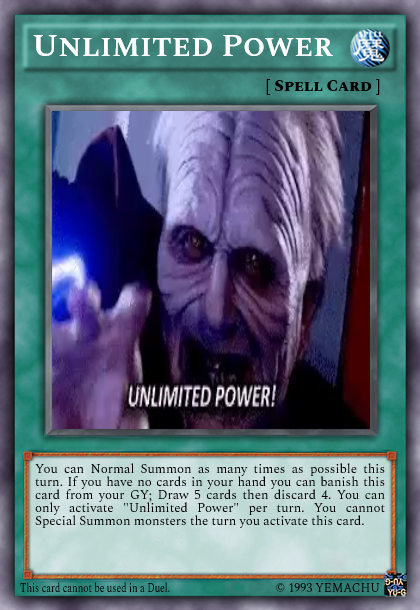 UNLIMITED POWER
[ SPELL CARD ]
UNLIMITED POWER!
You can Normal Summon as many times as possible this
turn. If you have no cards in your hand you can banish this
card from your GY; Draw 5 cards then discard 4. You can
only activate "Unlimited Power" per turn. You cannot
Special Summon monsters the turn you activate this card.
This card cannot be used in a Duel.
© 1993 YEMACHU